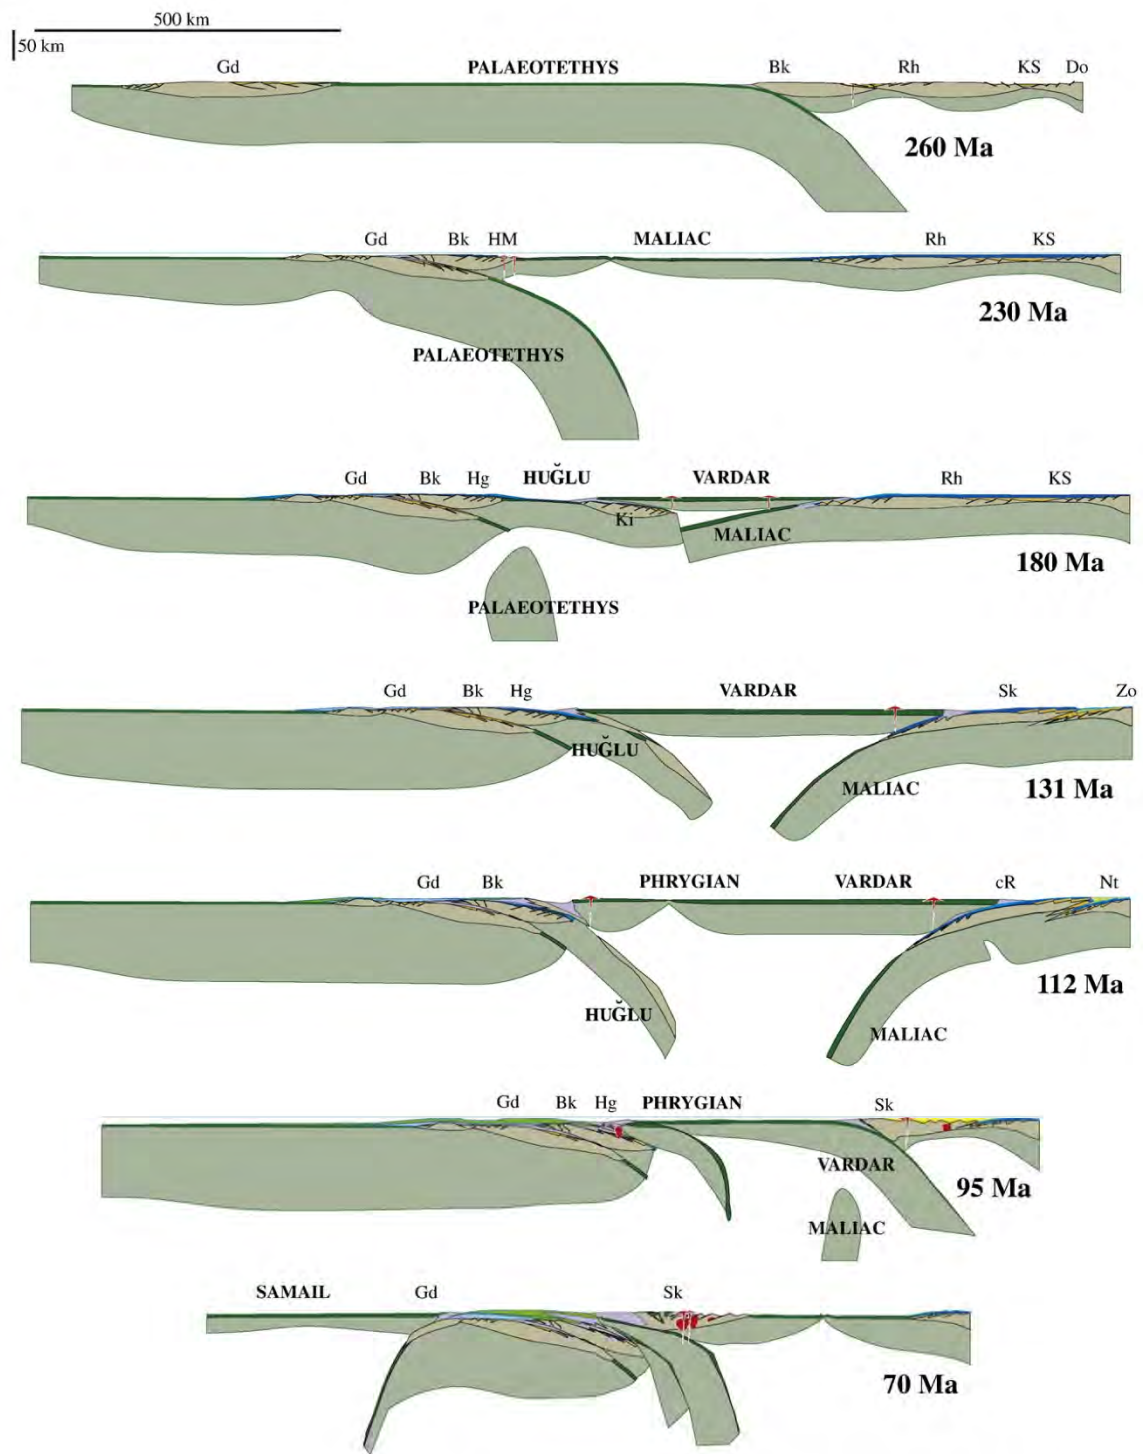 500 km
50 km
Gd PALAEOTETHYS Bk Rh KS Do
260 Ma
Gd Bk HM MALIAC Rh KS
230 Ma
PALAEOTETHYS
Gd Bk Hg HUĞLU VARDAR Rh KS
Ki
MALIAC
180 Ma
PALAEOTETHYS
Gd Bk Hg VARDAR Sk Zo
HUĞLU
MALIAC
131 Ma
Gd Bk PHRYGIAN VARDAR cR Nt
112 Ma
HUĞLU
MALIAC
Gd Bk Hg PHRYGIAN Sk
VARDAR
95 Ma
MALIAC
SAMAIL Gd Sk
70 Ma